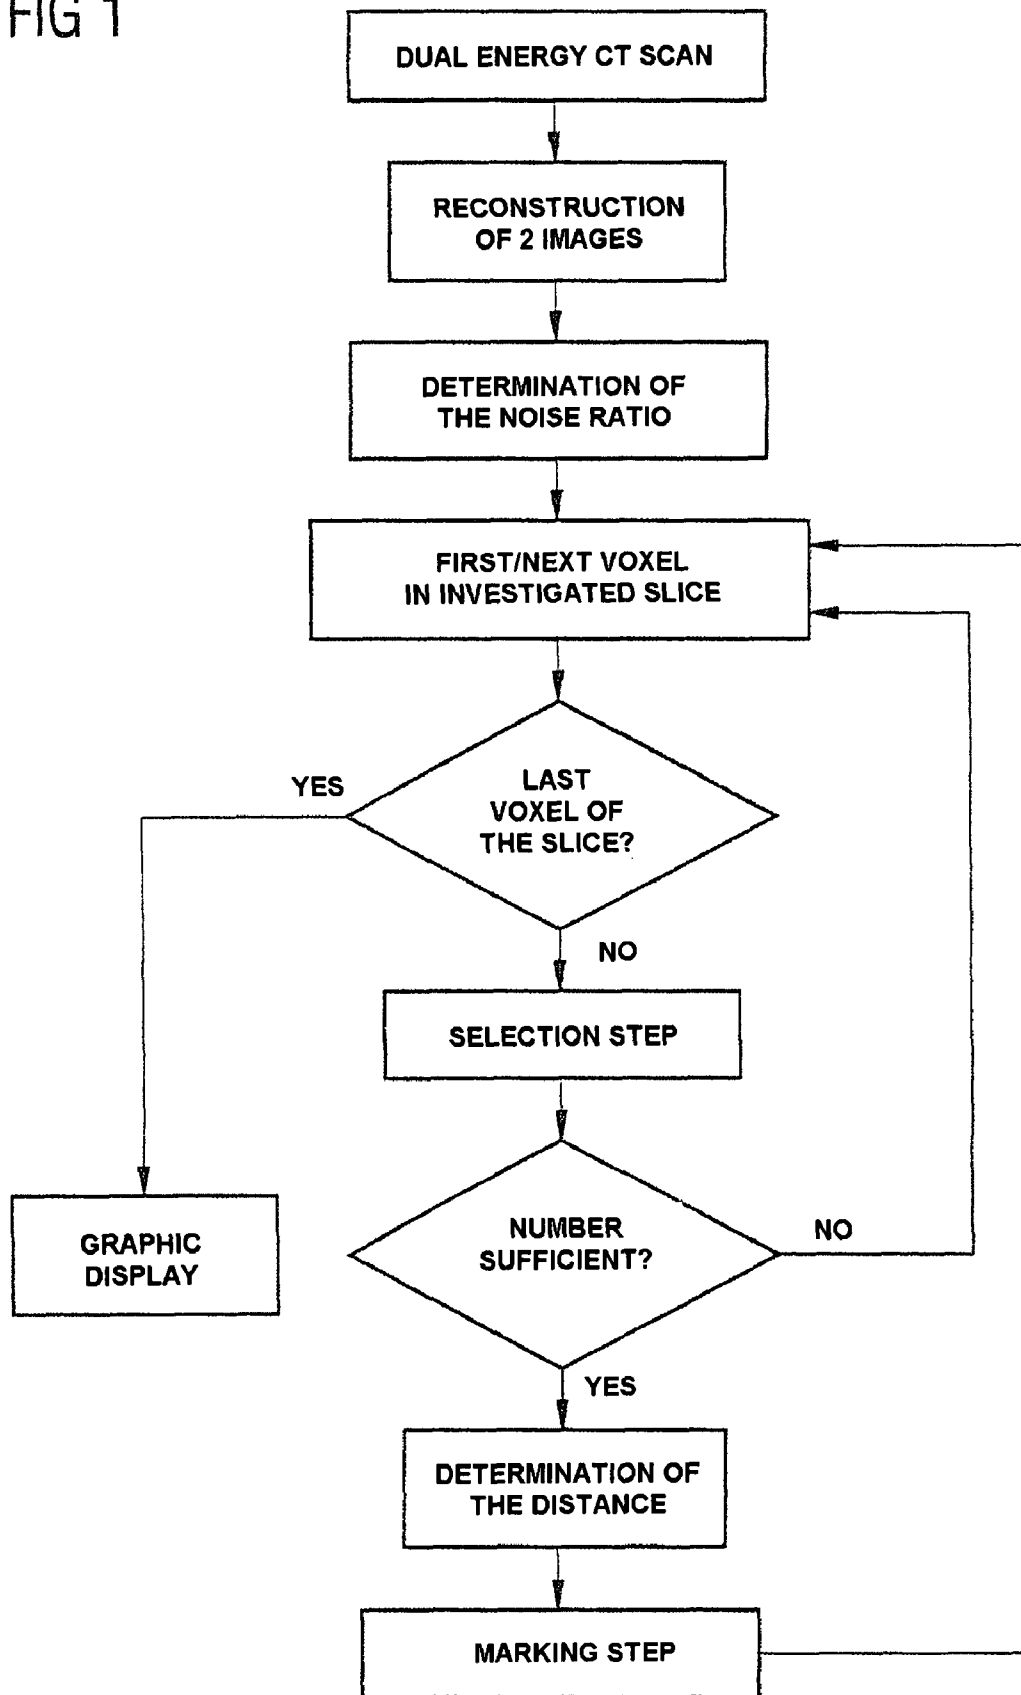 FIG 1
DUAL ENERGY CT SCAN
RECONSTRUCTION
OF 2 IMAGES
DETERMINATION OF
THE NOISE RATIO
FIRST/NEXT VOXEL
IN INVESTIGATED SLICE
LAST
VOXEL OF
THE SLICE?
YES
NO
SELECTION STEP
NUMBER
SUFFICIENT?
NO
GRAPHIC
DISPLAY
YES
DETERMINATION OF
THE DISTANCE
MARKING STEP